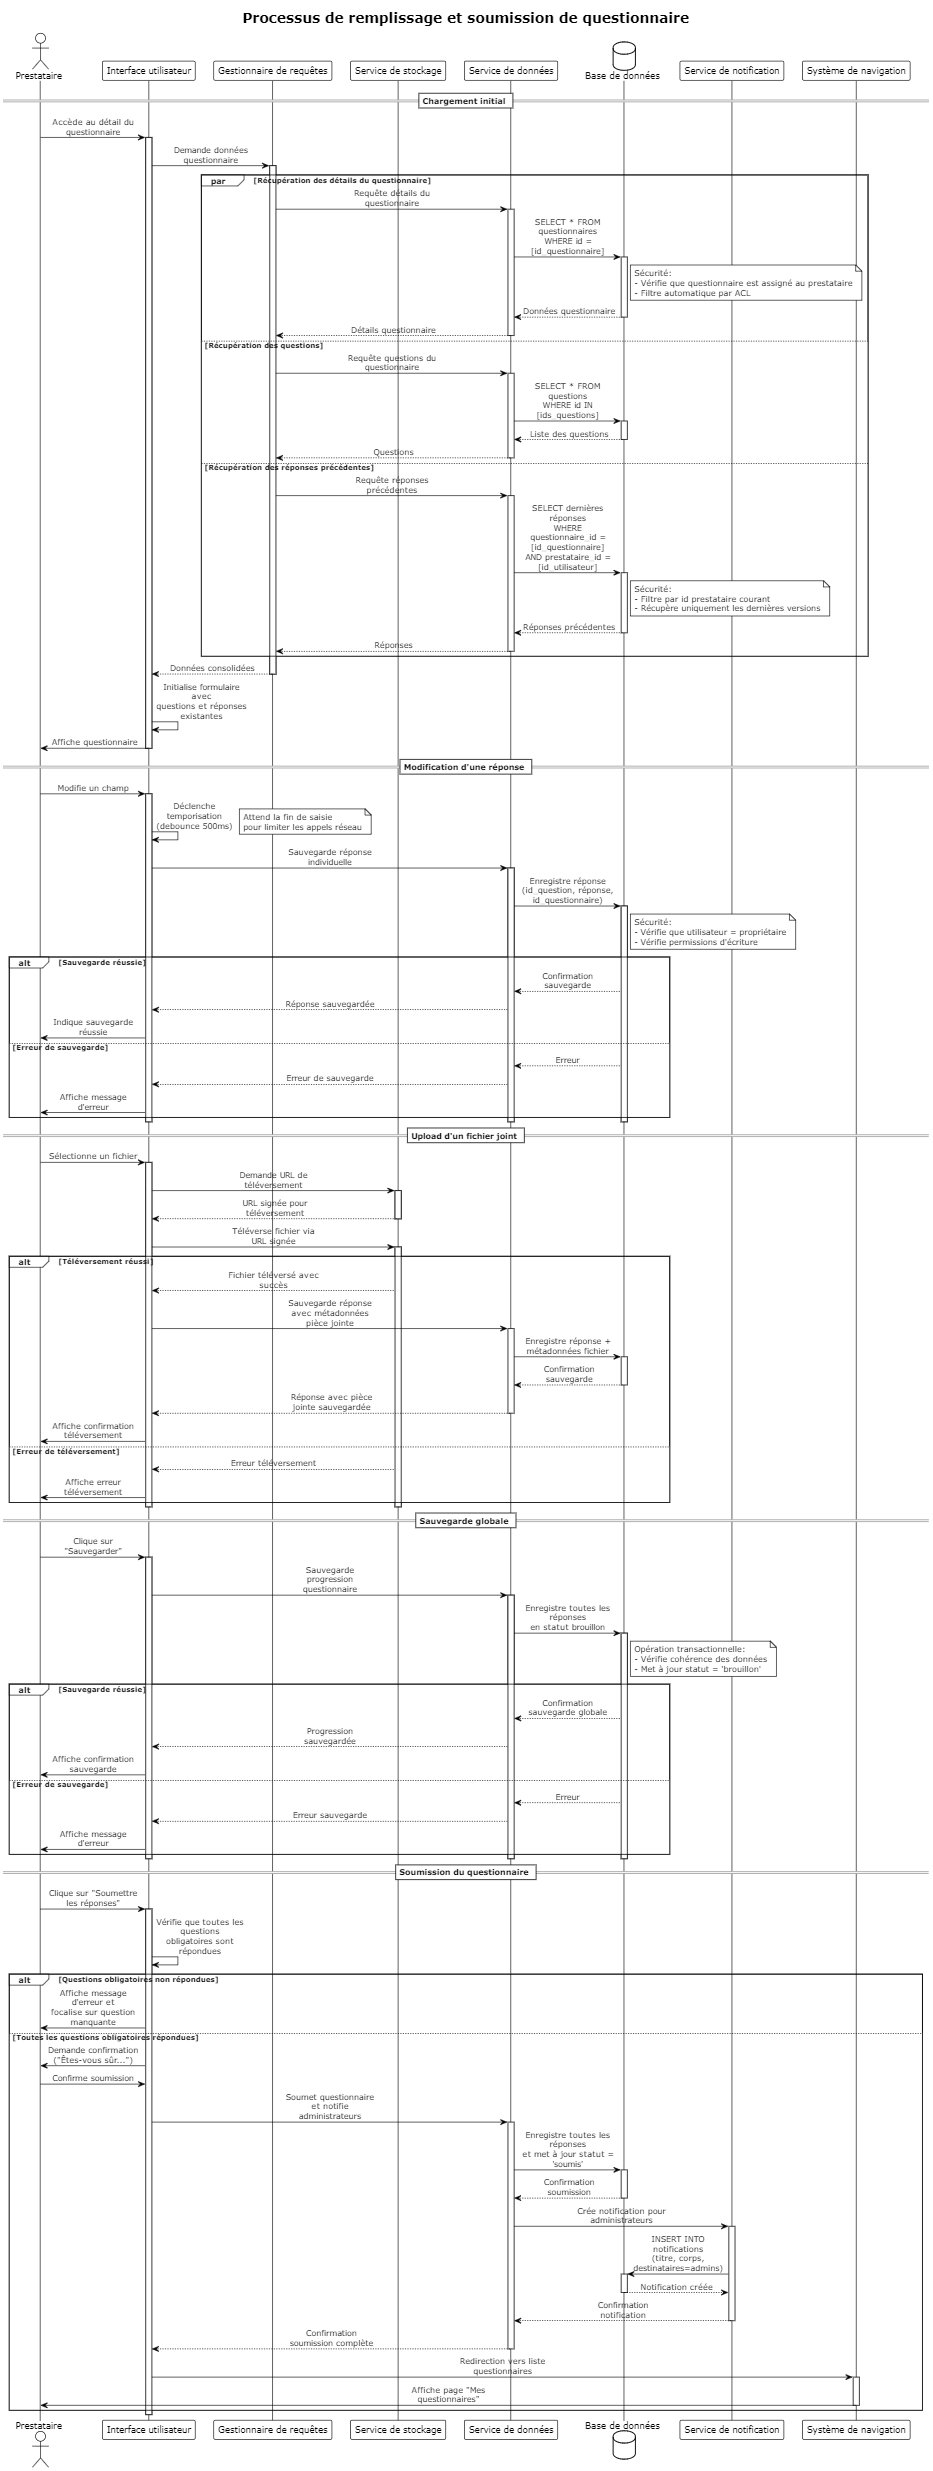 Processus de remplissage et soumission de questionnaire
Prestataire
Interface utilisateur
Gestionnaire de requêtes
Service de stockage
Service de données
Base de données
Service de notification
Système de navigation
Chargement initial
Accède au détail du
questionnaire
Demande données
questionnaire
par
[Récupération des détails du questionnaire]
Requête détails du
questionnaire
SELECT * FROM
questionnaires
WHERE id =
[id_questionnaire]
Sécurité:
- Vérifie que questionnaire est assigné au prestataire
- Filtre automatique par ACL
Données questionnaire
Détails questionnaire
[Récupération des questions]
Requête questions du
questionnaire
SELECT * FROM
questions
WHERE id IN
[ids_questions]
Liste des questions
Questions
[Récupération des réponses précédentes]
Requête réponses
précédentes
SELECT dernières
réponses
WHERE
questionnaire_id =
[id_questionnaire]
AND prestataire_id =
[id_utilisateur]
Sécurité:
- Filtre par id prestataire courant
- Récupère uniquement les dernières versions
Réponses précédentes
Réponses
Données consolidées
Initialise formulaire
avec
questions et réponses
existantes
Affiche questionnaire
Modification d'une réponse
Modifie un champ
Déclenche
temporisation
(debounce 500ms)
Attend la fin de saisie
pour limiter les appels réseau
Sauvegarde réponse
individuelle
Enregistre réponse
(id_question, réponse,
id_questionnaire)
Sécurité:
- Vérifie que utilisateur = propriétaire
- Vérifie permissions d'écriture
alt
[Sauvegarde réussie]
Confirmation
sauvegarde
Réponse sauvegardée
Indique sauvegarde
réussie
[Erreur de sauvegarde]
Erreur
Erreur de sauvegarde
Affiche message
d'erreur
Upload d'un fichier joint
Sélectionne un fichier
Demande URL de
téléversement
URL signée pour
téléversement
Téléverse fichier via
URL signée
alt
[Téléversement réussi]
Fichier téléversé avec
succès
Sauvegarde réponse
avec métadonnées
pièce jointe
Enregistre réponse +
métadonnées fichier
Confirmation
sauvegarde
Réponse avec pièce
jointe sauvegardée
Affiche confirmation
téléversement
[Erreur de téléversement]
Erreur téléversement
Affiche erreur
téléversement
Sauvegarde globale
Clique sur
"Sauvegarder"
Sauvegarde
progression
questionnaire
Enregistre toutes les
réponses
en statut brouillon
Opération transactionnelle:
- Vérifie cohérence des données
- Met à jour statut = 'brouillon'
alt
[Sauvegarde réussie]
Confirmation
sauvegarde globale
Progression
sauvegardée
Affiche confirmation
sauvegarde
[Erreur de sauvegarde]
Erreur
Erreur sauvegarde
Affiche message
d'erreur
Soumission du questionnaire
Clique sur "Soumettre
les réponses"
Vérifie que toutes les
questions
obligatoires sont
répondues
alt
[Questions obligatoires non répondues]
Affiche message
d'erreur et
focalise sur question
manquante
[Toutes les questions obligatoires répondues]
Demande confirmation
("Êtes-vous sûr...")
Confirme soumission
Soumet questionnaire
et notifie
administrateurs
Enregistre toutes les
réponses
et met à jour statut =
'soumis'
Confirmation
soumission
Crée notification pour
administrateurs
INSERT INTO
notifications
(titre, corps,
destinataires=admins)
Notification créée
Confirmation
notification
Confirmation
soumission complète
Redirection vers liste
questionnaires
Affiche page "Mes
questionnaires"
Prestataire
Interface utilisateur
Gestionnaire de requêtes
Service de stockage
Service de données
Base de données
Service de notification
Système de navigation